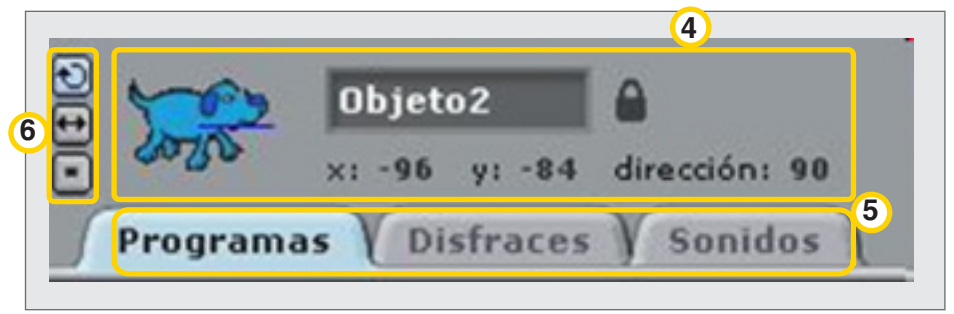 4
Objeto2
6
x: -96 y: -84 dirección: 90
5
Programas Disfraces Sonidos